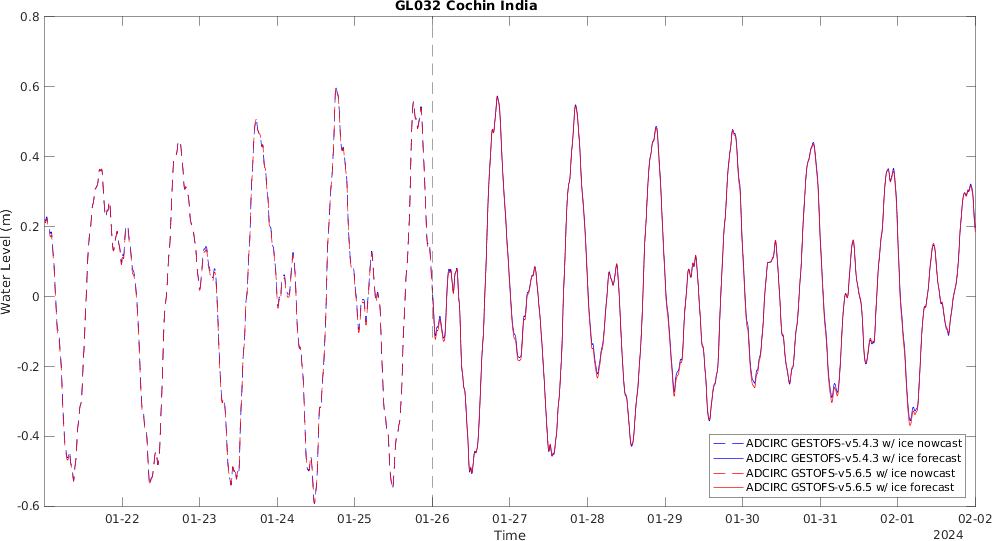 GL032 Cochin India
Water Level (m)
0.8
0.6
0.4
0.2
0
-0.2
-0.4
-0.6
ADCIRC GESTOFS-v5.4.3 w/ ice nowcast
ADCIRC GESTOFS-v5.4.3 w/ ice forecast
ADCIRC GSTOFS-v5.6.5 w/ ice nowcast
ADCIRC GSTOFS-v5.6.5 w/ ice forecast
01-22 01-23 01-24 01-25 01-26 01-27 01-28 01-29 01-30 01-31 02-01 02-02
Time
2024